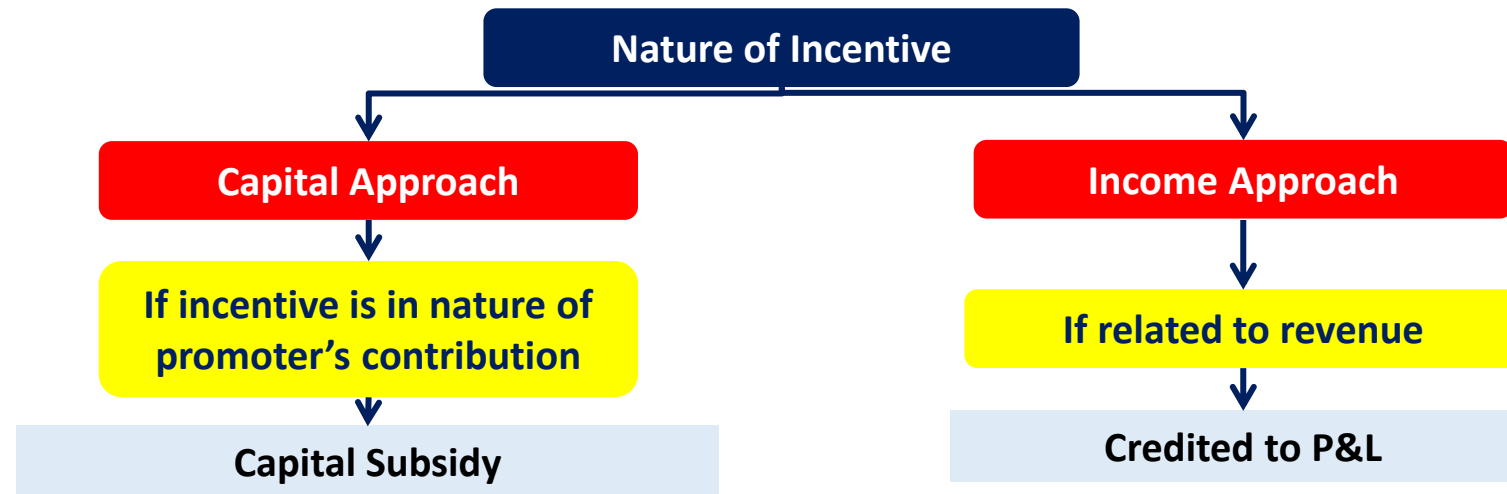 Nature of Incentive
Capital Approach
Income Approach
If incentive is in nature of
promoter’s contribution
If related to revenue
Capital Subsidy
Credited to P&L